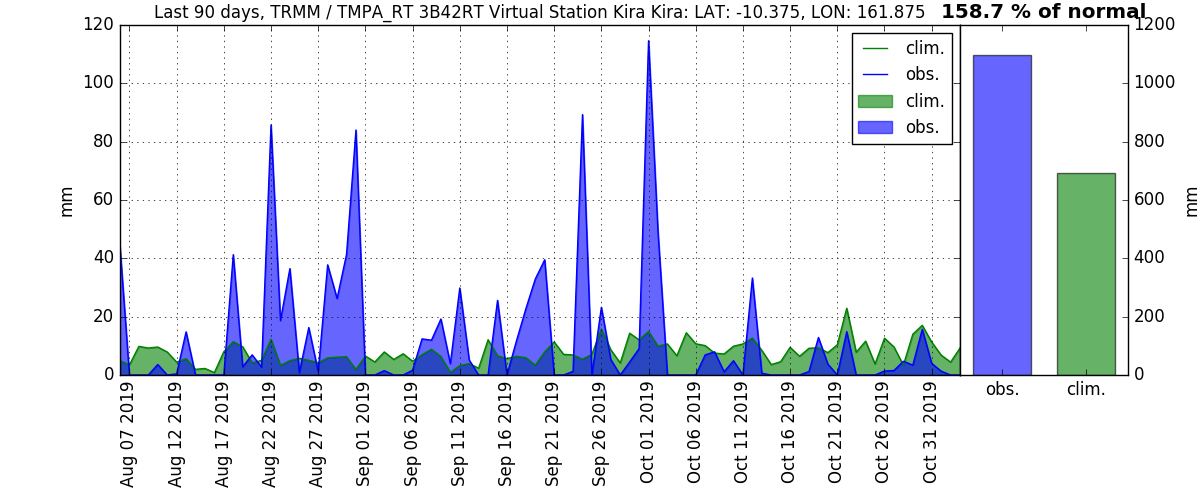 Last 90 days, TRMM / TMPA_RT 3B42RT Virtual Station Kira Kira: LAT: -10.375, LON: 161.875
158.7 % of normal
120
100
80
60
40
20
0
mm
clim.
obs.
clim.
obs.
Aug 07 2019
Aug 12 2019
Aug 17 2019
Aug 22 2019
Aug 27 2019
Sep 01 2019
Sep 06 2019
Sep 11 2019
Sep 16 2019
Sep 21 2019
Sep 26 2019
Oct 01 2019
Oct 06 2019
Oct 11 2019
Oct 16 2019
Oct 21 2019
Oct 26 2019
Oct 31 2019
1200
1000
800
600
400
200
0
mm
obs.
clim.